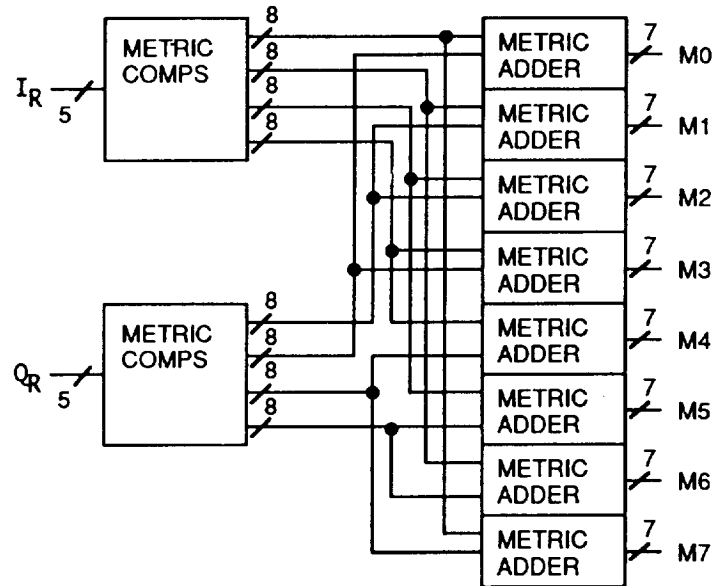 METRIC
COMPS
I_R
5
8
8
8
8
METRIC
COMPS
Q_R
5
8
8
8
8
METRIC
ADDER
7
M0
METRIC
ADDER
7
M1
METRIC
ADDER
7
M2
METRIC
ADDER
7
M3
METRIC
ADDER
7
M4
METRIC
ADDER
7
M5
METRIC
ADDER
7
M6
METRIC
ADDER
7
M7